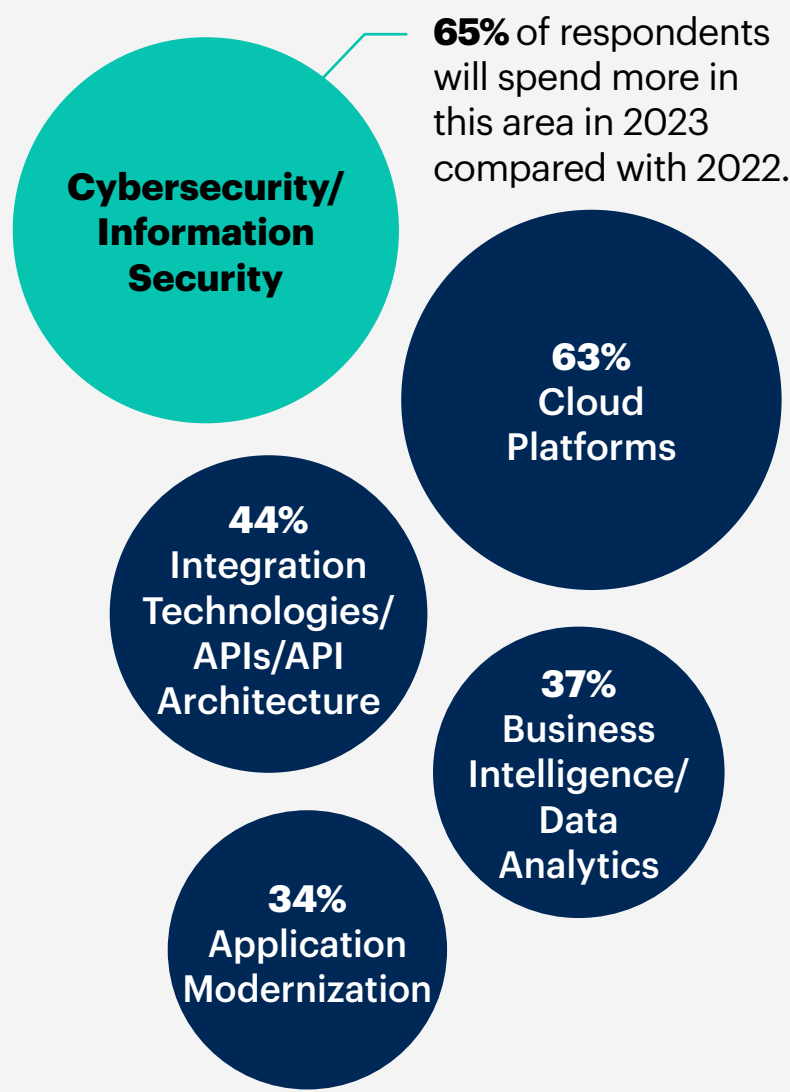 65% of respondents
will spend more in
this area in 2023
compared with 2022.
Cybersecurity/
Information
Security
63%
Cloud
Platforms
44%
Integration
Technologies/
APIs/API
Architecture
37%
Business
Intelligence/
Data
Analytics
34%
Application
Modernization